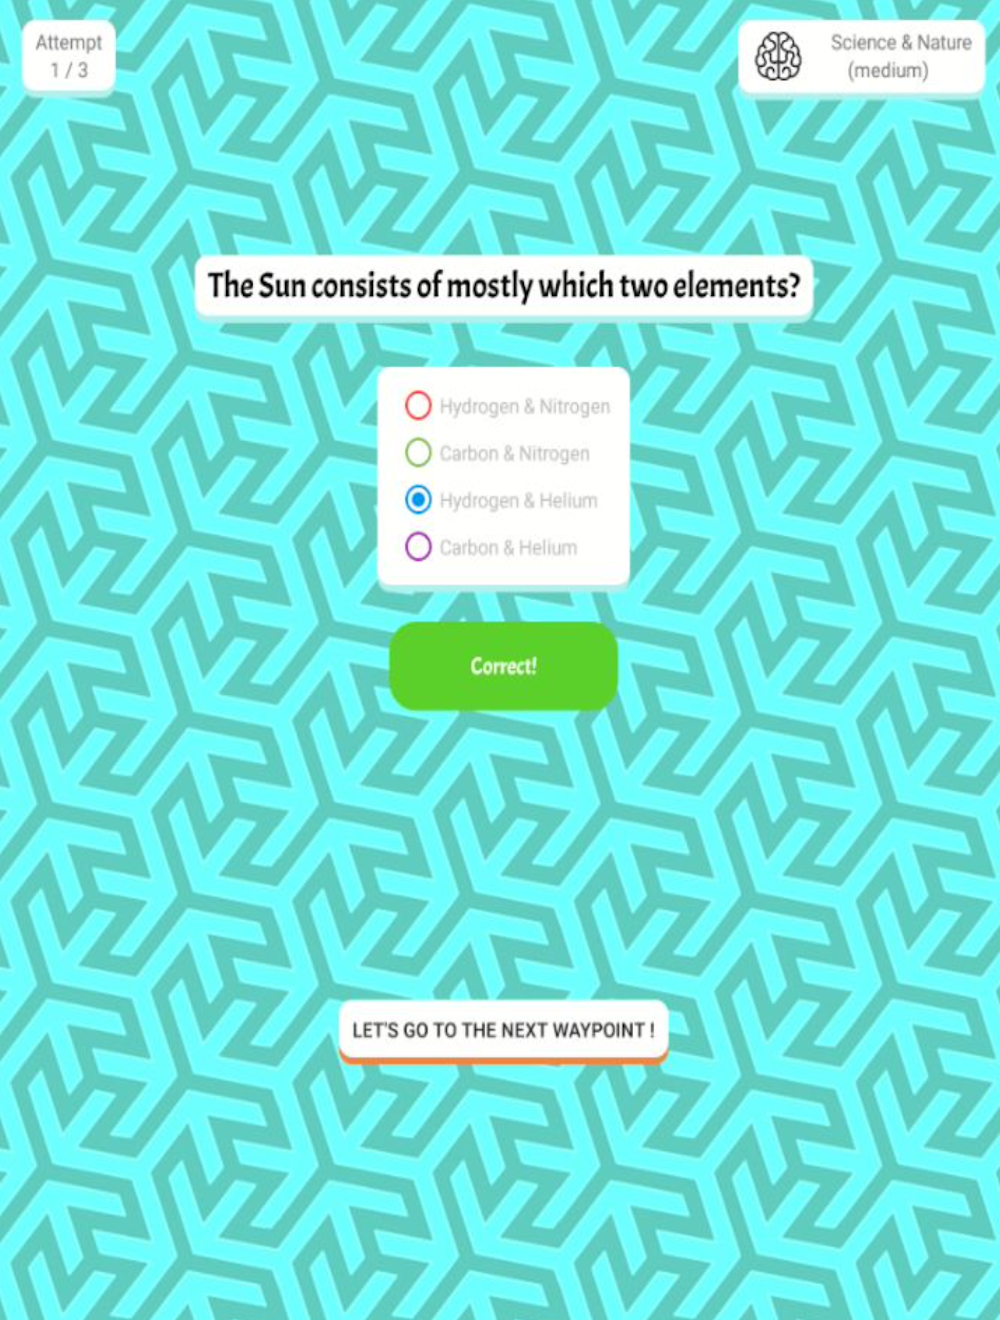 Attempt
1 / 3
Science & Nature
(medium)
The Sun consists of mostly which two elements?
Hydrogen & Nitrogen
Carbon & Nitrogen
Hydrogen & Helium
Carbon & Helium
Correct!
LET'S GO TO THE NEXT WAYPOINT !